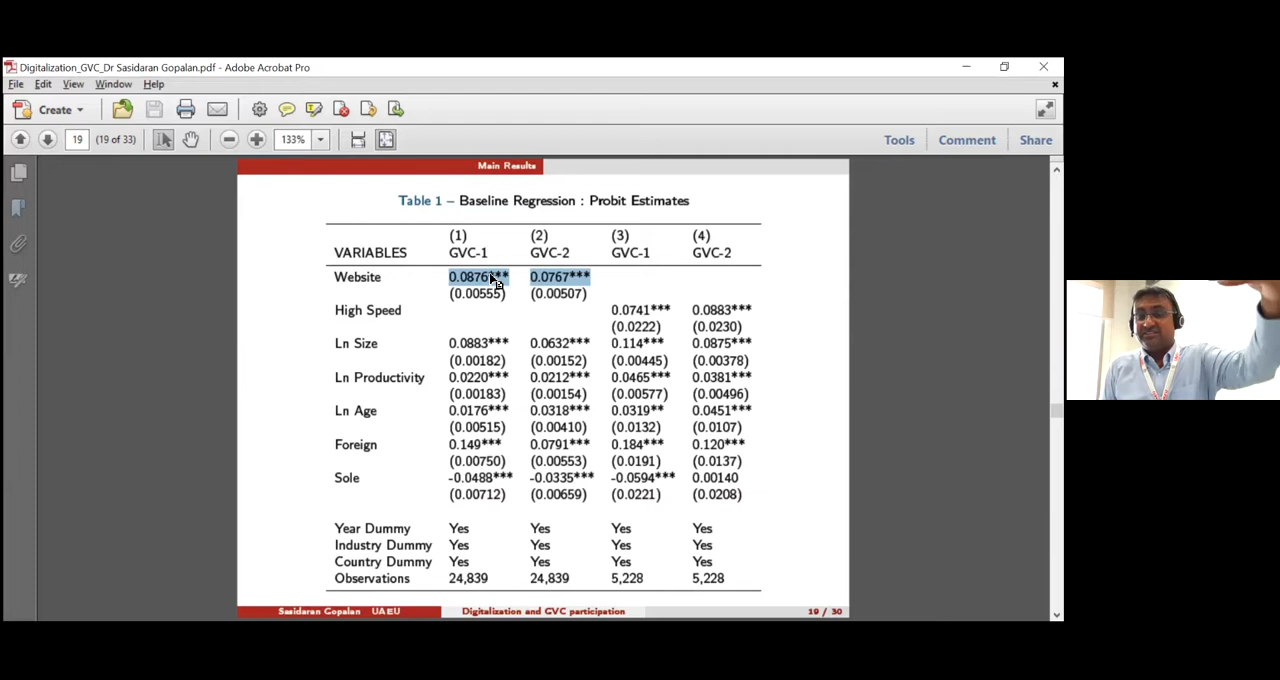 Digitalization_GVC_Dr Sasidaran Gopalan.pdf - Adobe Acrobat Pro
File Edit View Window Help
Create
19 (19 of 33) 133% Tools Comment Share
Main Results
Table 1 – Baseline Regression : Probit Estimates
(1) (2) (3) (4)
VARIABLES GVC-1 GVC-2 GVC-1 GVC-2
Website 0.0876*** 0.0767***
(0.00555) (0.00507)
High Speed 0.0741*** 0.0883***
(0.0222) (0.0230)
Ln Size 0.0883*** 0.0632*** 0.114*** 0.0875***
(0.00182) (0.00152) (0.00445) (0.00378)
Ln Productivity 0.0220*** 0.0212*** 0.0465*** 0.0381***
(0.00183) (0.00154) (0.00577) (0.00496)
Ln Age 0.0176*** 0.0318*** 0.0319** 0.0451***
(0.00515) (0.00410) (0.0132) (0.0107)
Foreign 0.149*** 0.0791*** 0.184*** 0.120***
(0.00750) (0.00553) (0.0191) (0.0137)
Sole -0.0488*** -0.0335*** -0.0594*** 0.00140
(0.00712) (0.00659) (0.0221) (0.0208)
Year Dummy Yes Yes Yes Yes
Industry Dummy Yes Yes Yes Yes
Country Dummy Yes Yes Yes Yes
Observations 24,839 24,839 5,228 5,228
Sasidaran Gopalan UAEU Digitalization and GVC participation 19 / 30